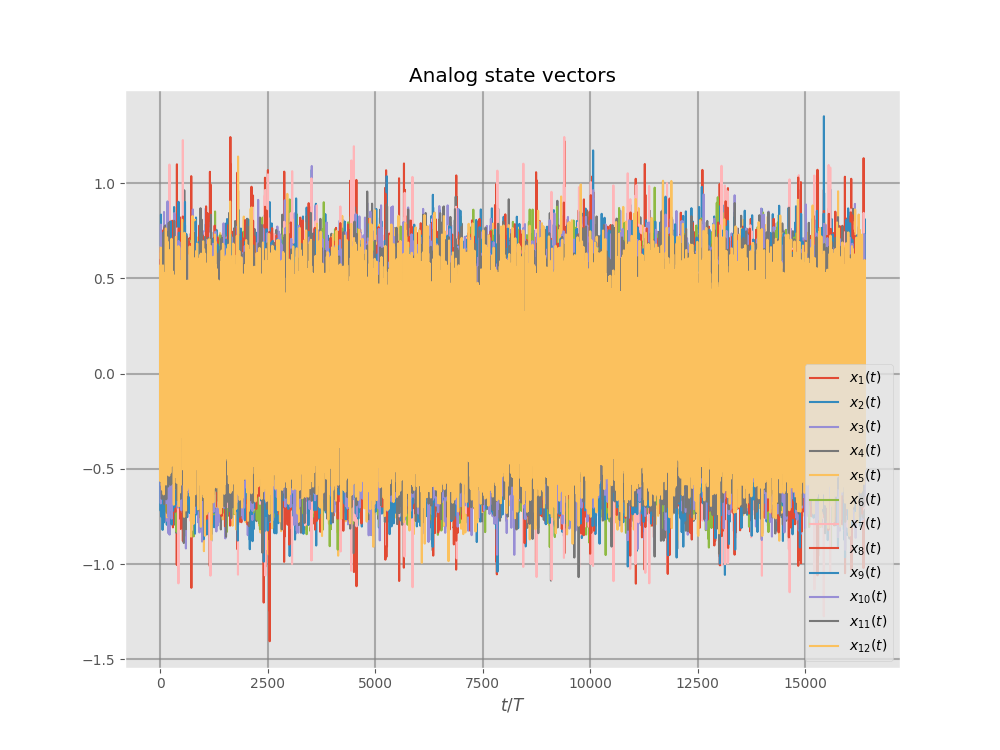 Analog state vectors
1.0
0.5
0.0
−0.5
−1.0
−1.5
0
2500
5000
7500
10000
12500
15000
t/T
x₁(t)
x₂(t)
x₃(t)
x₄(t)
x₅(t)
x₆(t)
x₇(t)
x₈(t)
x₉(t)
x₁₀(t)
x₁₁(t)
x₁₂(t)